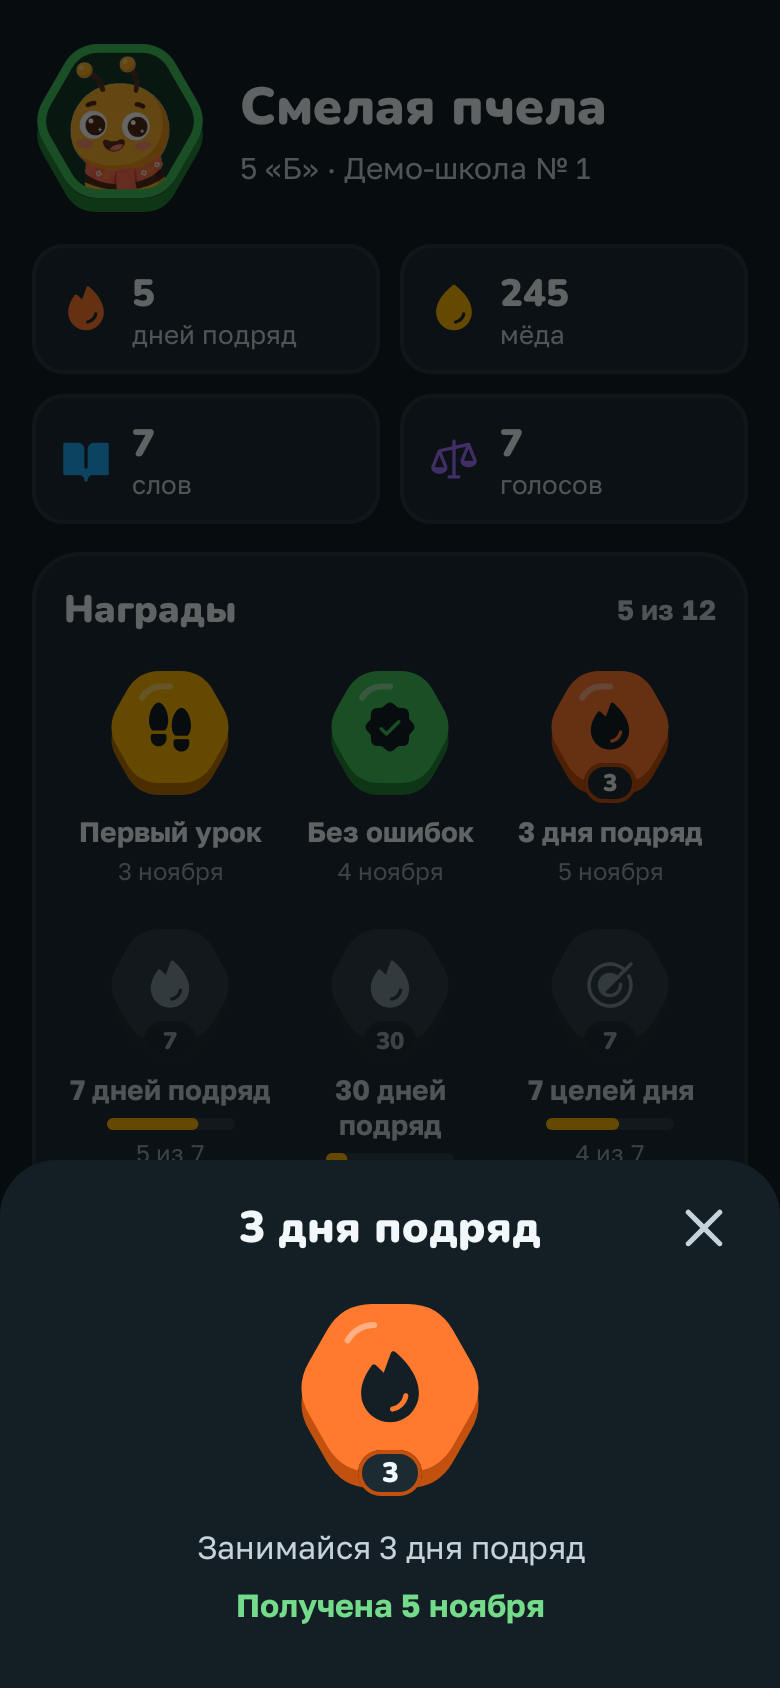 Смелая пчела
5 «Б» · Демо-школа № 1
5
дней подряд
245
мёда
7
слов
7
голосов
Награды
5 из 12
3
Первый урок
Без ошибок
3 дня подряд
3 ноября
4 ноября
5 ноября
7
30
7
7 дней подряд
30 дней
подряд
7 целей дня
5 из 7
4 из 7
3 дня подряд
3
Занимайся 3 дня подряд
Получена 5 ноября